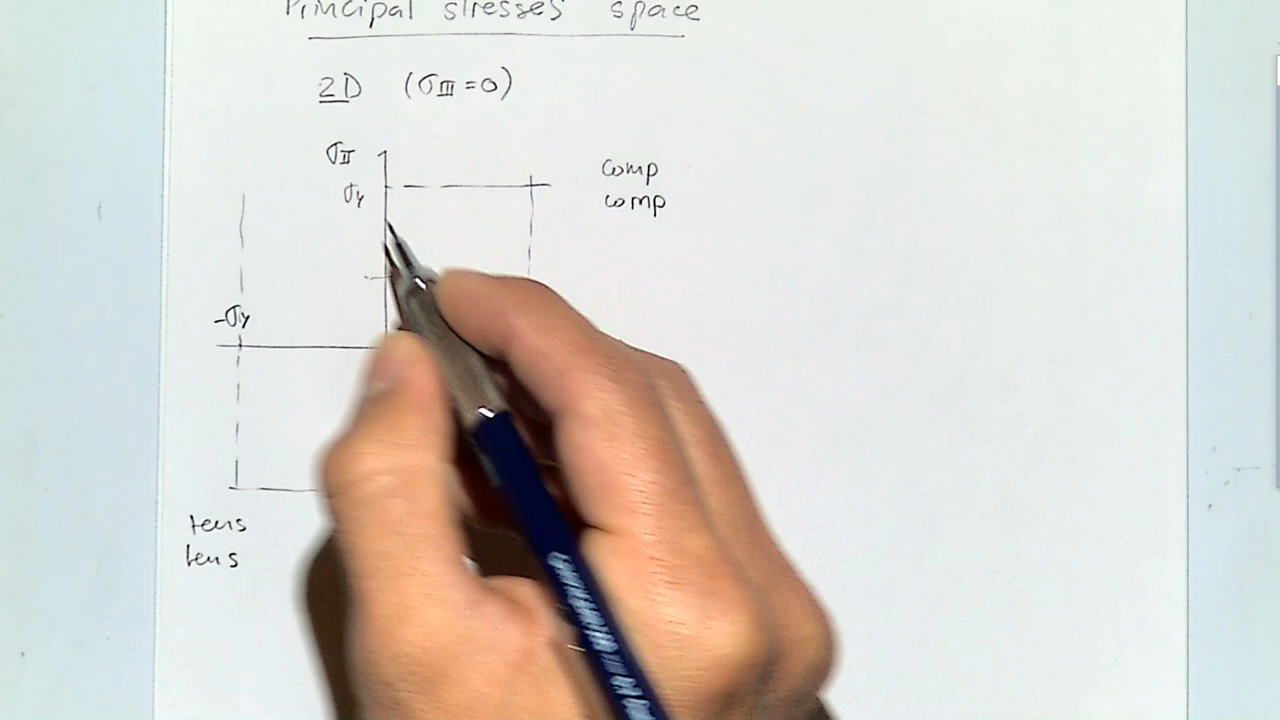 Principal stresses space
2D (σIII=0)
σII
σy
comp
comp
-σy
tens
tens